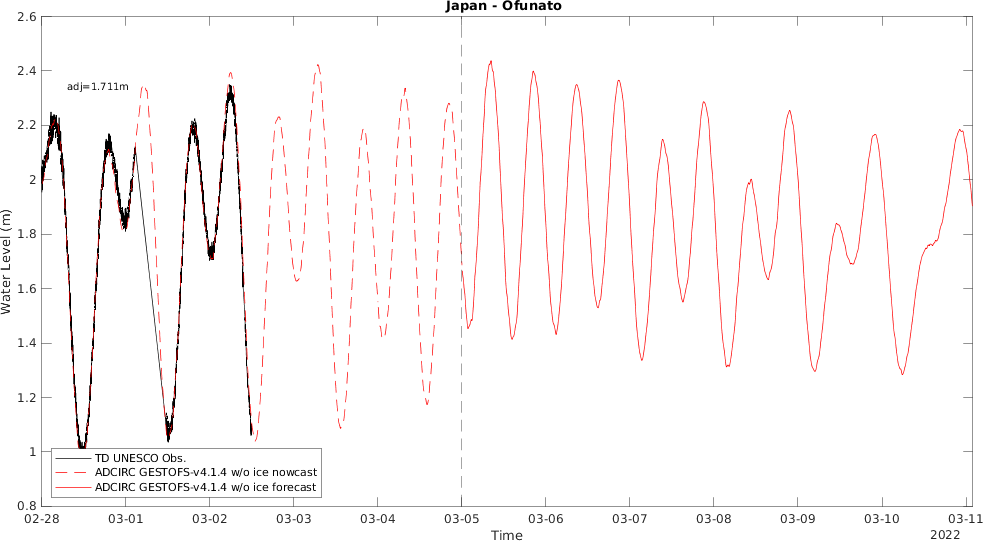 Japan - Ofunato
2.6
2.4
2.2
2
1.8
1.6
1.4
1.2
1
0.8
Water Level (m)
adj=1.711m
TD UNESCO Obs.
ADCIRC GESTOFS-v4.1.4 w/o ice nowcast
ADCIRC GESTOFS-v4.1.4 w/o ice forecast
02-28 03-01 03-02 03-03 03-04 03-05 03-06 03-07 03-08 03-09 03-10 03-11
Time
2022